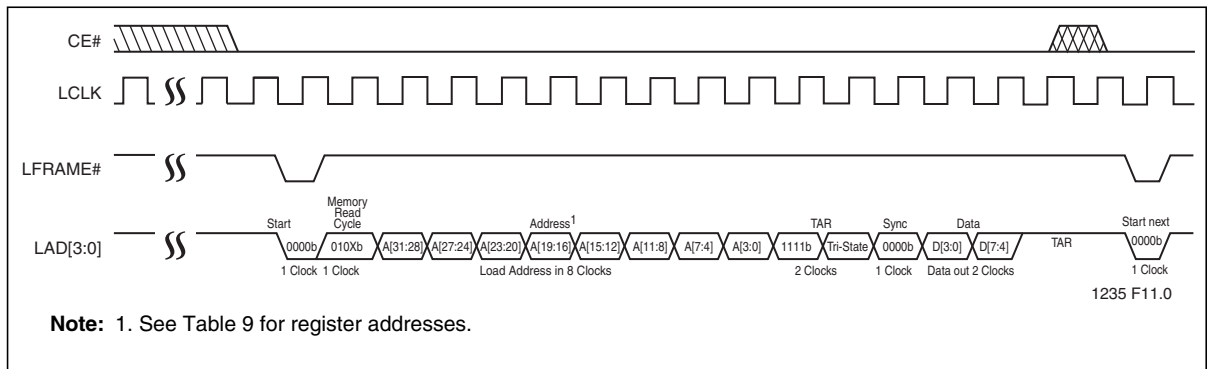 CE#
LCLK
LFRAME#
LAD[3:0]
Start
Memory
Read
Cycle
Address1
TAR
Sync
Data
Start next
0000b
010Xb
A[31:28]
A[27:24]
A[23:20]
A[19:16]
A[15:12]
A[11:8]
A[7:4]
A[3:0]
1111b
Tri-State
0000b
D[3:0]
D[7:4]
TAR
0000b
1 Clock
1 Clock
Load Address in 8 Clocks
2 Clocks
1 Clock
Data out 2 Clocks
1 Clock
1235 F11.0
Note: 1. See Table 9 for register addresses.